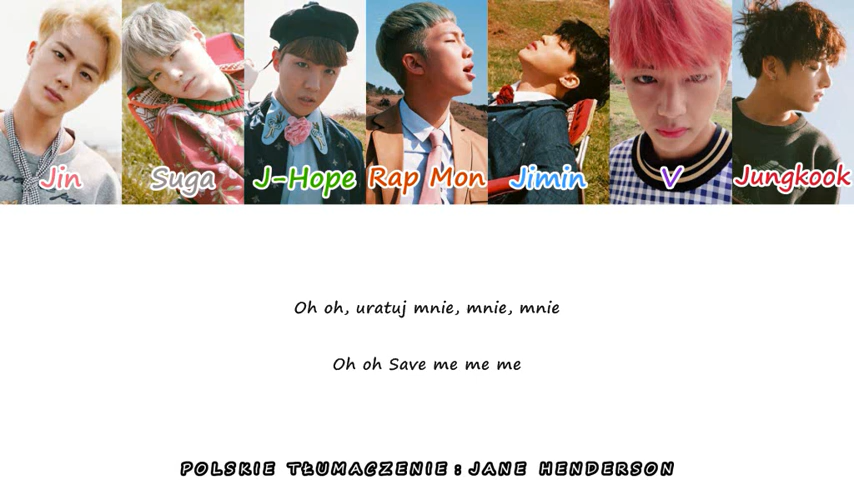 Jin Suga J-Hope Rap Mon Jimin V Jungkook
Oh oh, uratuj mnie, mnie, mnie
Oh oh Save me me me
POLSKIE TŁUMACZENIE : JANE HENDERSON